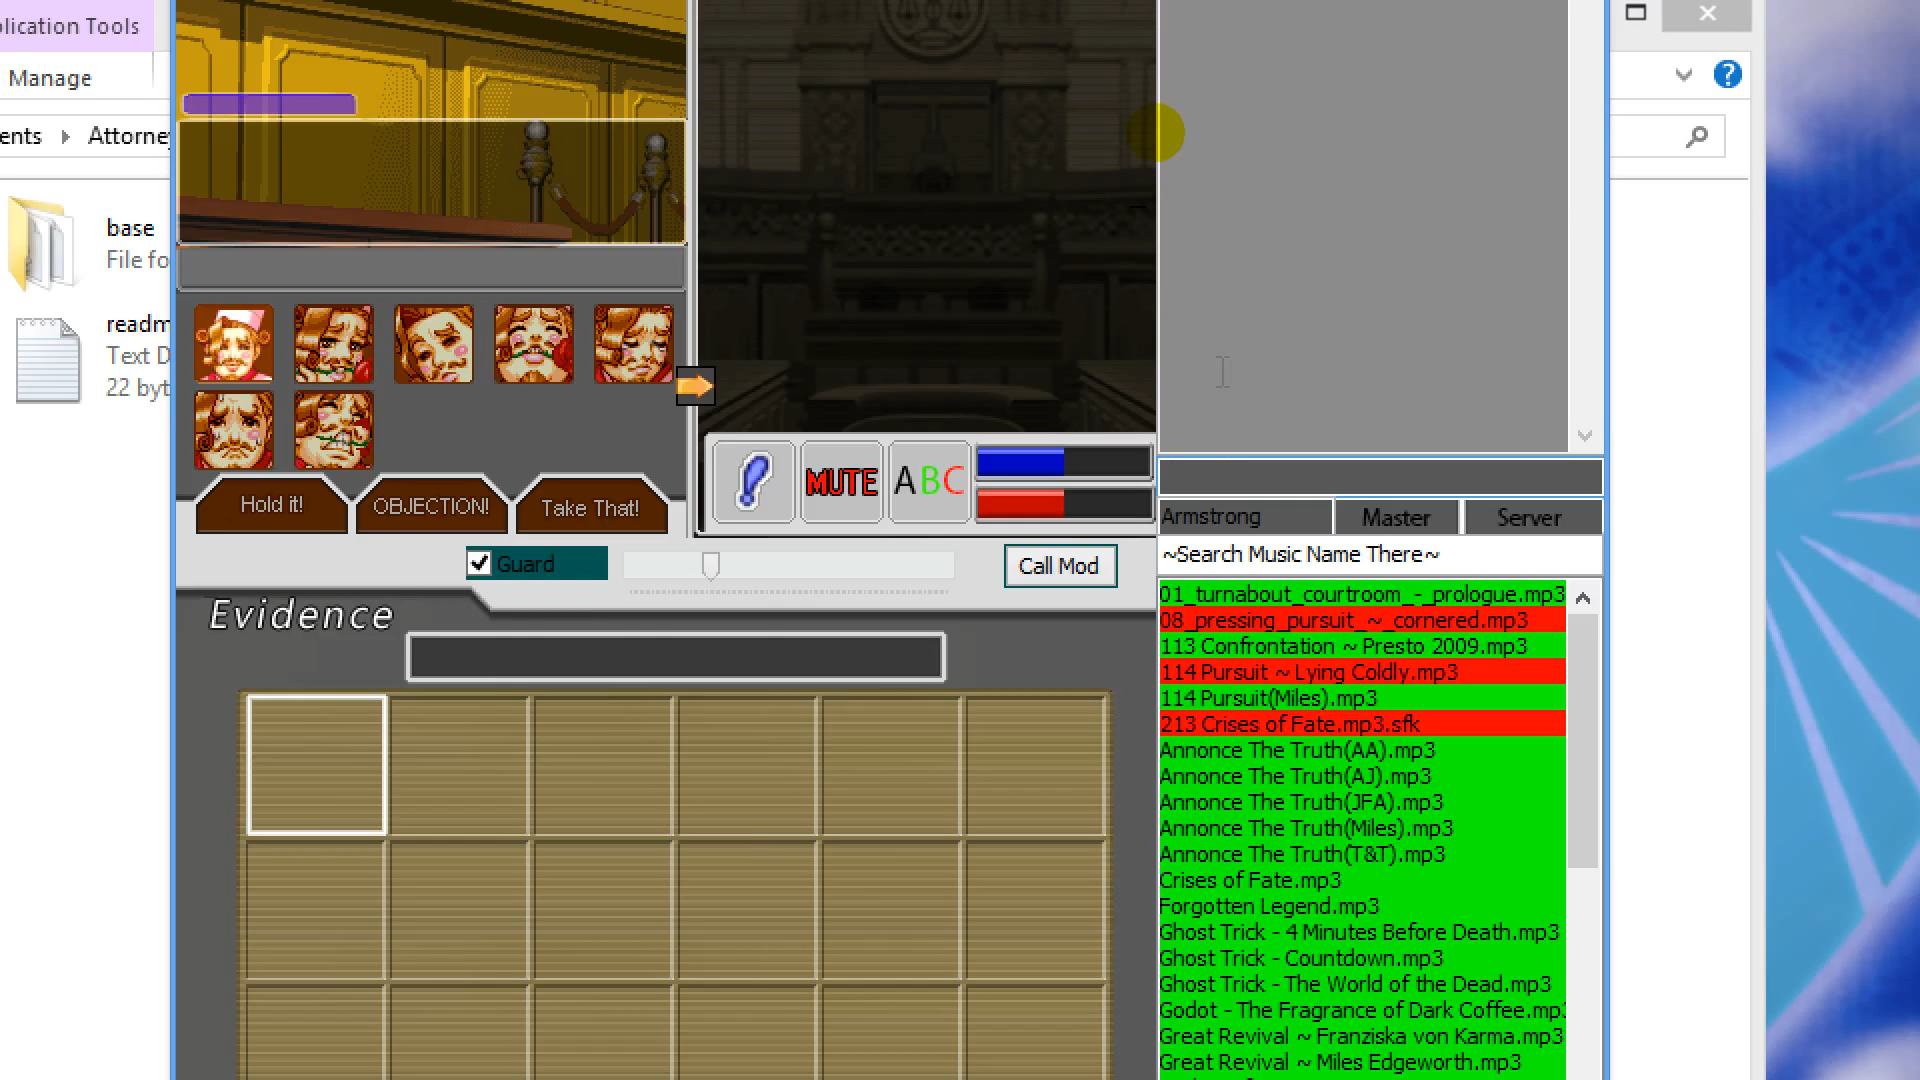 plication Tools
Manage
ents
Attorney
base
File fo
readm
Text D
22 byt
Hold it!
OBJECTION!
Take That!
MUTE
ABC
Guard
Call Mod
Evidence
Armstrong
Master
Server
~Search Music Name There~
01_turnabout_courtroom_-_prologue.mp3
08_pressing_pursuit_~_cornered.mp3
113 Confrontation ~ Presto 2009.mp3
114 Pursuit ~ Lying Coldly.mp3
114 Pursuit(Miles).mp3
213 Crises of Fate.mp3.sfk
Annonce The Truth(AA).mp3
Annonce The Truth(AJ).mp3
Annonce The Truth(JFA).mp3
Annonce The Truth(Miles).mp3
Annonce The Truth(T&T).mp3
Crises of Fate.mp3
Forgotten Legend.mp3
Ghost Trick - 4 Minutes Before Death.mp3
Ghost Trick - Countdown.mp3
Ghost Trick - The World of the Dead.mp3
Godot - The Fragrance of Dark Coffee.mp3
Great Revival ~ Franziska von Karma.mp3
Great Revival ~ Miles Edgeworth.mp3